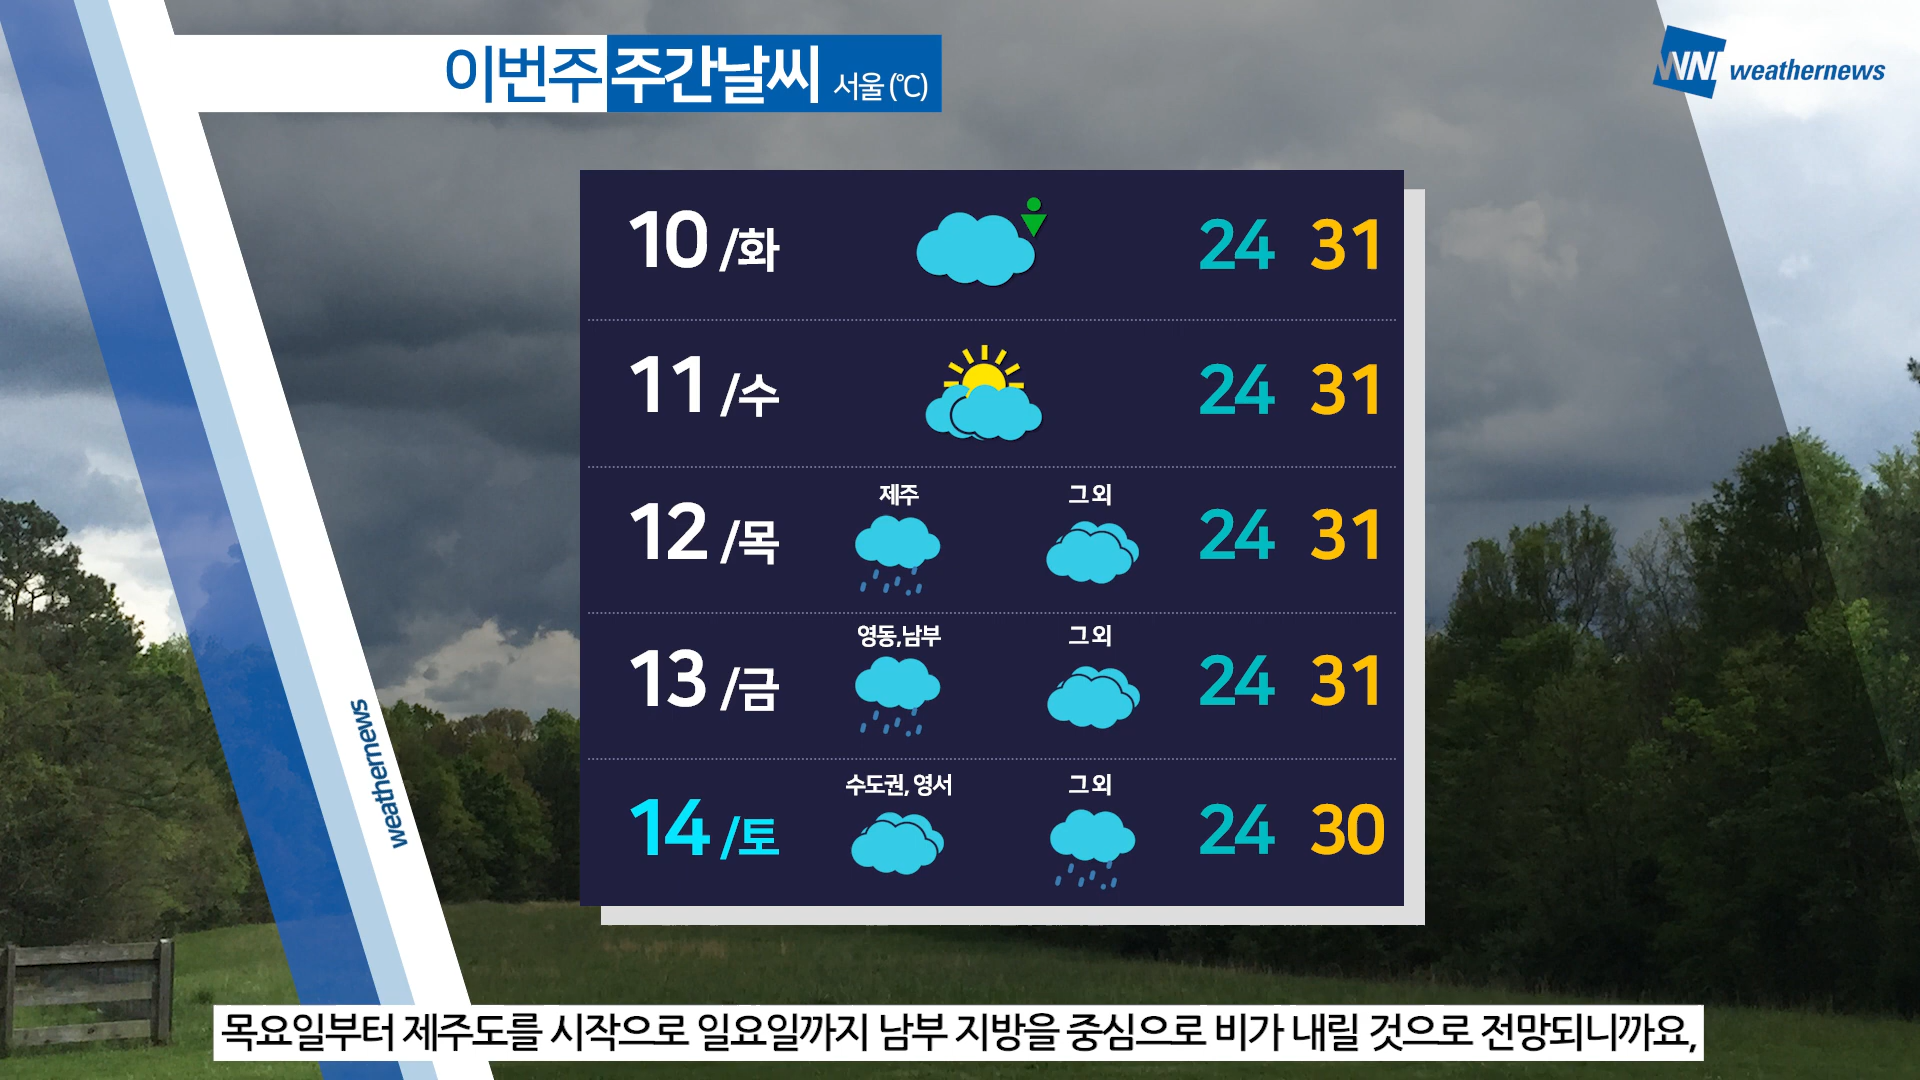 이번주 주간날씨 서울 (℃)
WNI weathernews
10 /화 24 31
11 /수 24 31
제주 그 외
12 /목 24 31
영동, 남부 그 외
13 /금 24 31
수도권, 영서 그 외
14 /토 24 30
weathernews
목요일부터 제주도를 시작으로 일요일까지 남부 지방을 중심으로 비가 내릴 것으로 전망되니까요,